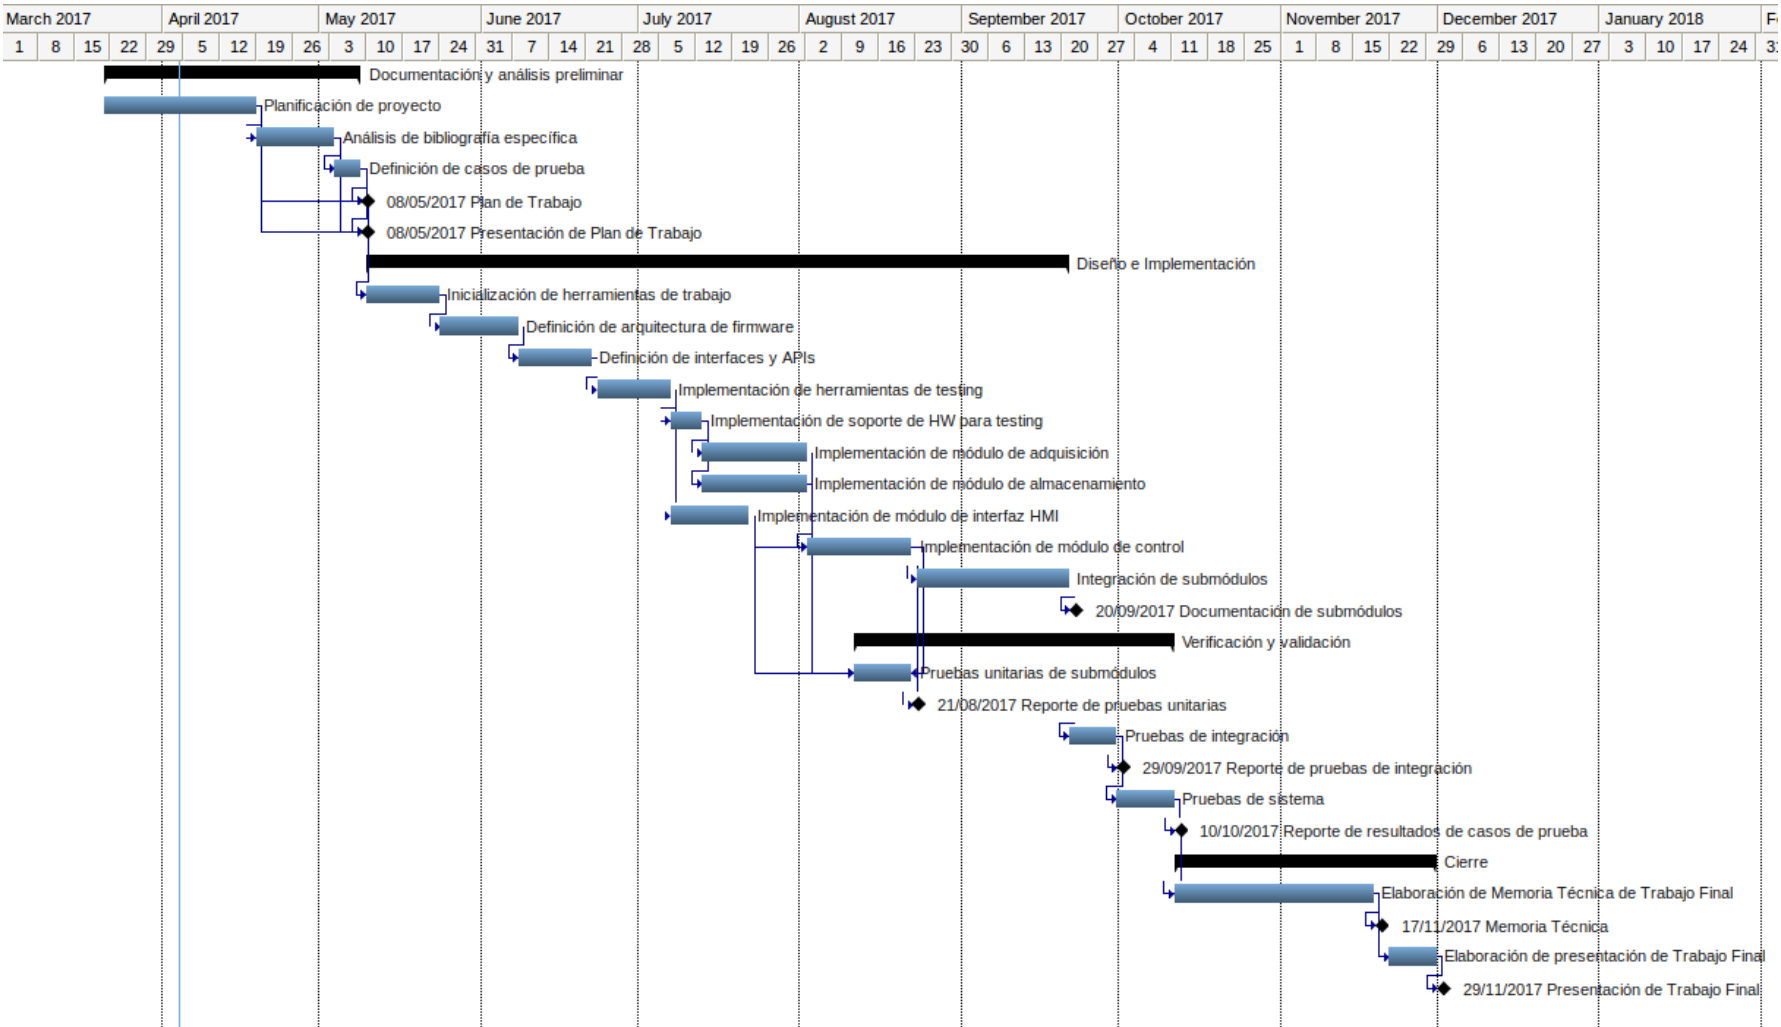 March 2017 April 2017 May 2017 June 2017 July 2017 August 2017 September 2017 October 2017 November 2017 December 2017 January 2018
1 8 15 22 29 5 12 19 26 3 10 17 24 31 7 14 21 28 5 12 19 26 2 9 16 23 30 6 13 20 27 4 11 18 25 1 8 15 22 29 6 13 20 27 3 10 17 24 31
Documentación y análisis preliminar
Planificación de proyecto
Análisis de bibliografía específica
Definición de casos de prueba
08/05/2017 Plan de Trabajo
08/05/2017 Presentación de Plan de Trabajo
Diseño e Implementación
Inicialización de herramientas de trabajo
Definición de arquitectura de firmware
Definición de interfaces y APIs
Implementación de herramientas de testing
Implementación de soporte de HW para testing
Implementación de módulo de adquisición
Implementación de módulo de almacenamiento
Implementación de módulo de interfaz HMI
Implementación de módulo de control
Integración de submódulos
20/09/2017 Documentación de submódulos
Verificación y validación
Pruebas unitarias de submódulos
21/08/2017 Reporte de pruebas unitarias
Pruebas de integración
29/09/2017 Reporte de pruebas de integración
Pruebas de sistema
10/10/2017 Reporte de resultados de casos de prueba
Cierre
Elaboración de Memoria Técnica de Trabajo Final
17/11/2017 Memoria Técnica
Elaboración de presentación de Trabajo Final
29/11/2017 Presentación de Trabajo Final